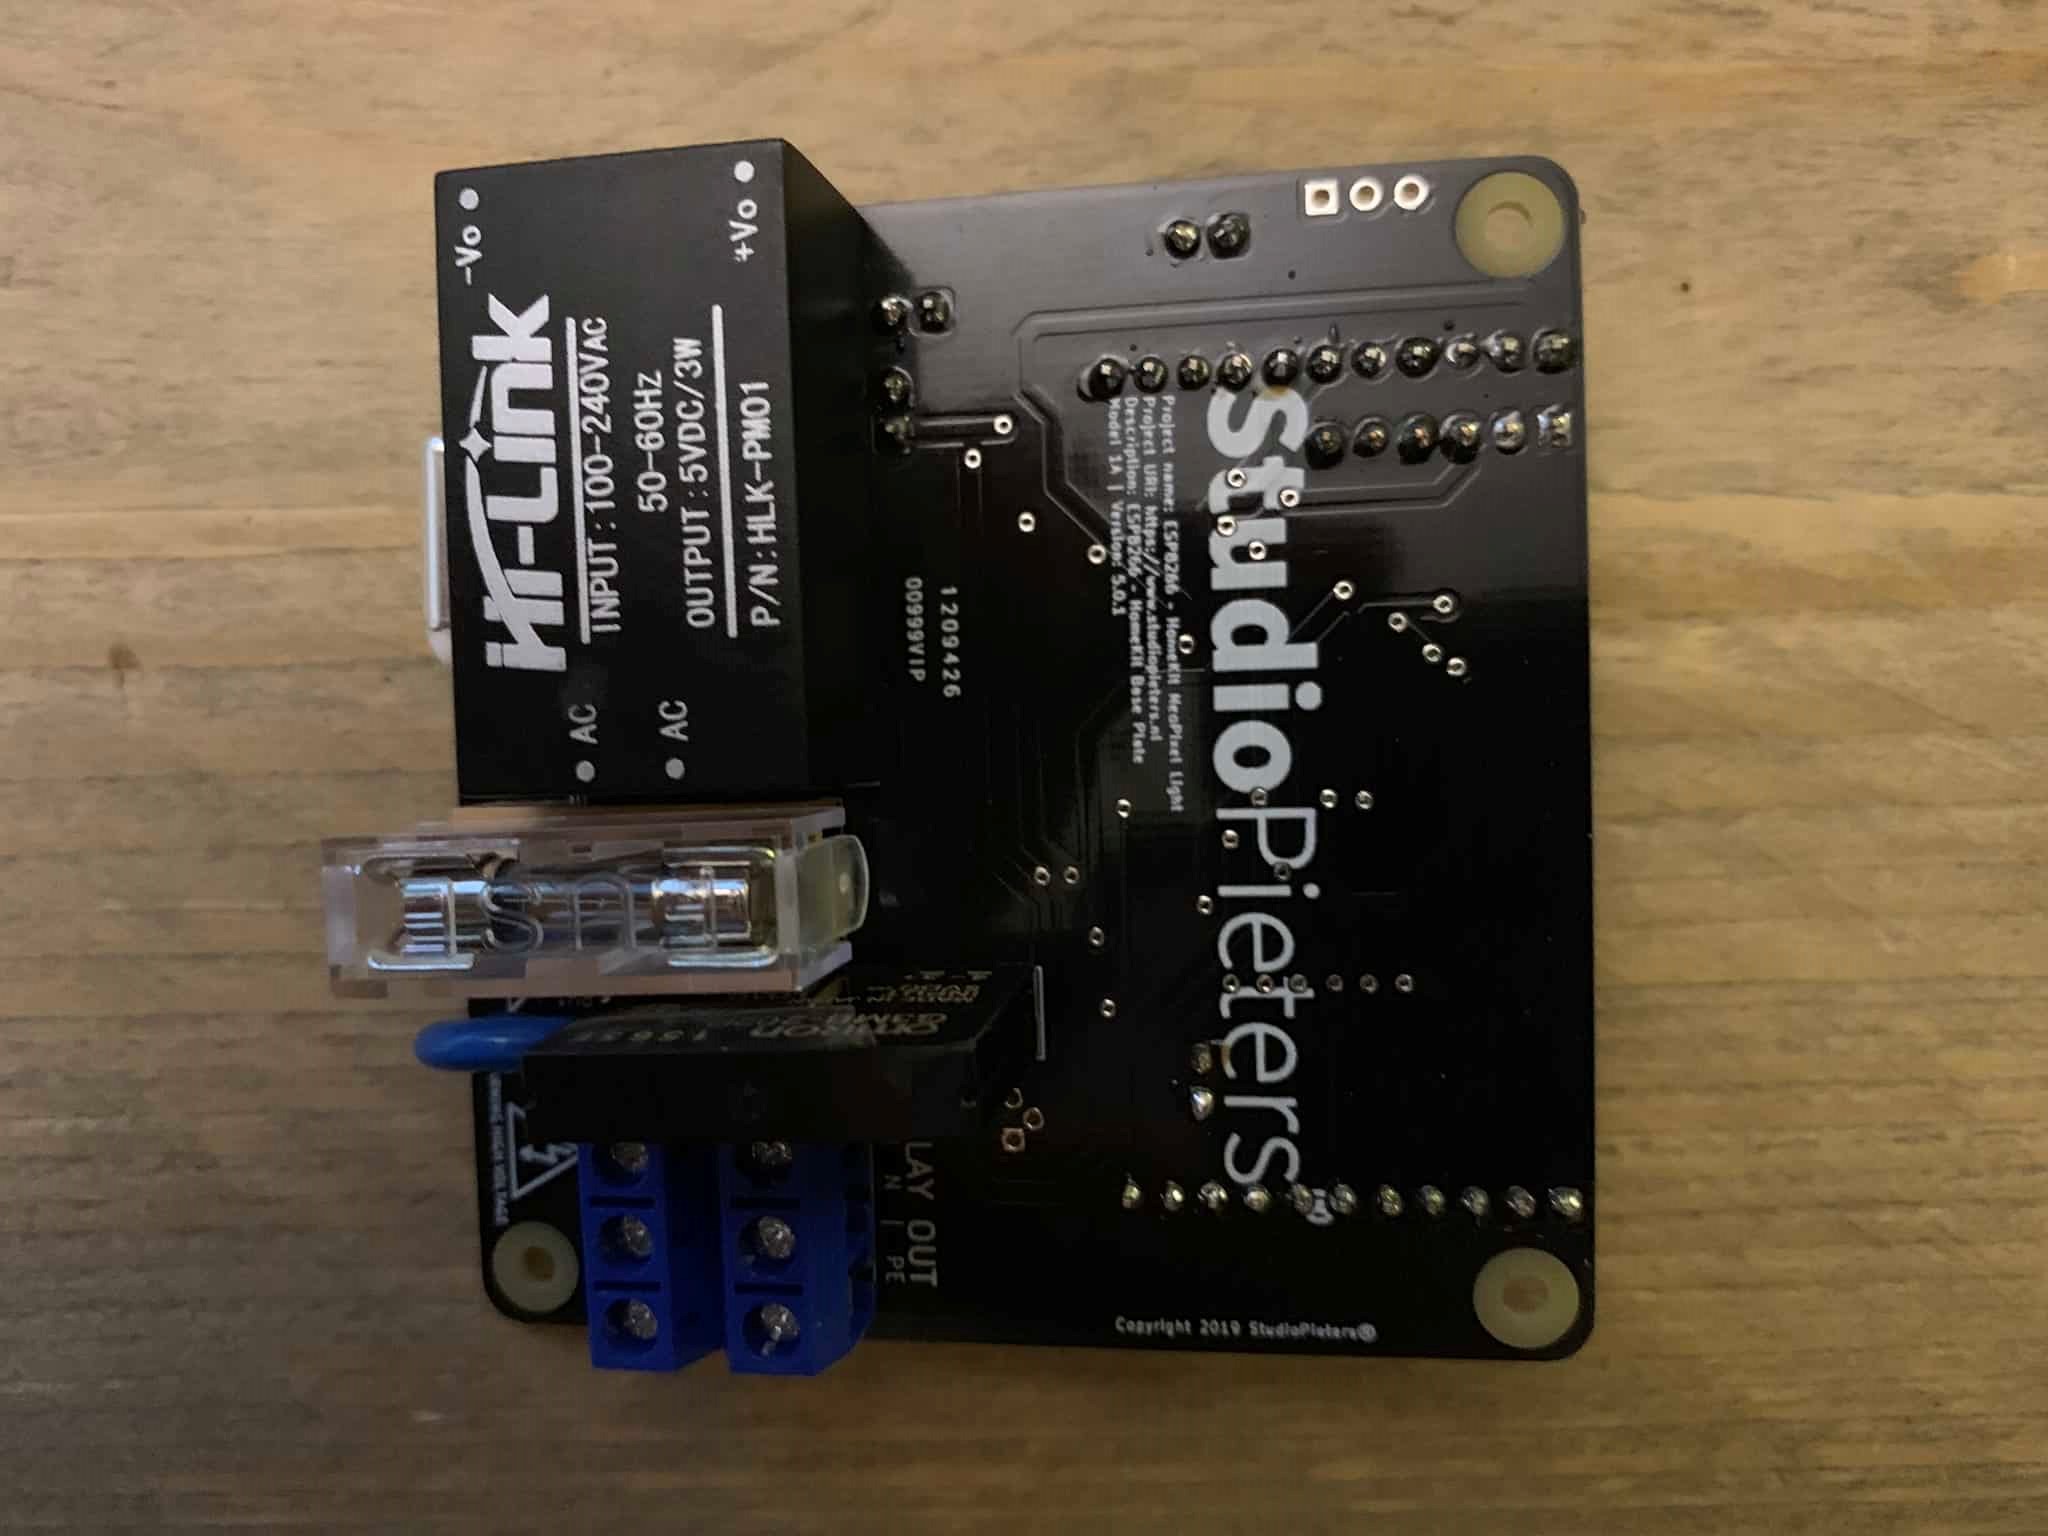 -Vo
+Vo
Hi-Link
INPUT:100-240VAC
50-60Hz
OUTPUT:5VDC/3W
P/N:HLK-PM01
AC
AC
1209426
00999VIP
StudioPieters
Project name: ESP8266 - HomeKit NeoPixel Light
Project URI: https://www.studiopieters.nl
Description: ESP8266 - HomeKit Base Plate
Model 1A | Version: 5.0.1
omron
LAY OUT
N | PE
Copyright 2019 StudioPieters®